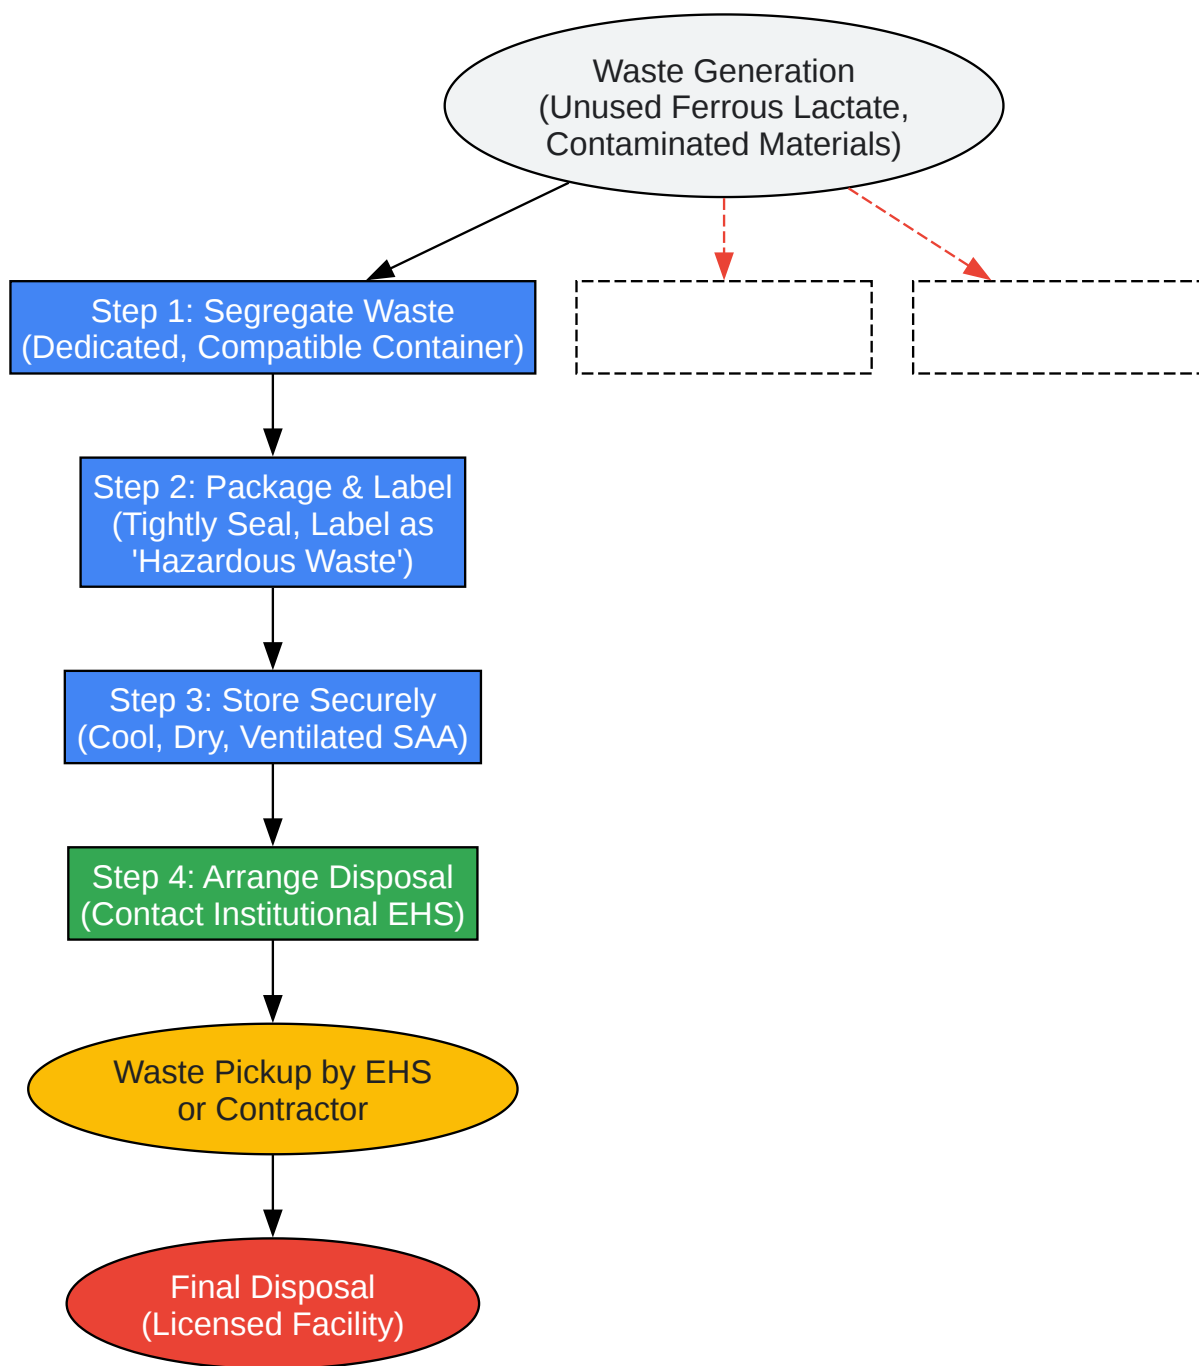 Waste Generation
(Unused Ferrous Lactate,
Contaminated Materials)
Step 1: Segregate Waste
(Dedicated, Compatible Container)
Step 2: Package & Label
(Tightly Seal, Label as
'Hazardous Waste')
Step 3: Store Securely
(Cool, Dry, Ventilated SAA)
Step 4: Arrange Disposal
(Contact Institutional EHS)
Waste Pickup by EHS
or Contractor
Final Disposal
(Licensed Facility)